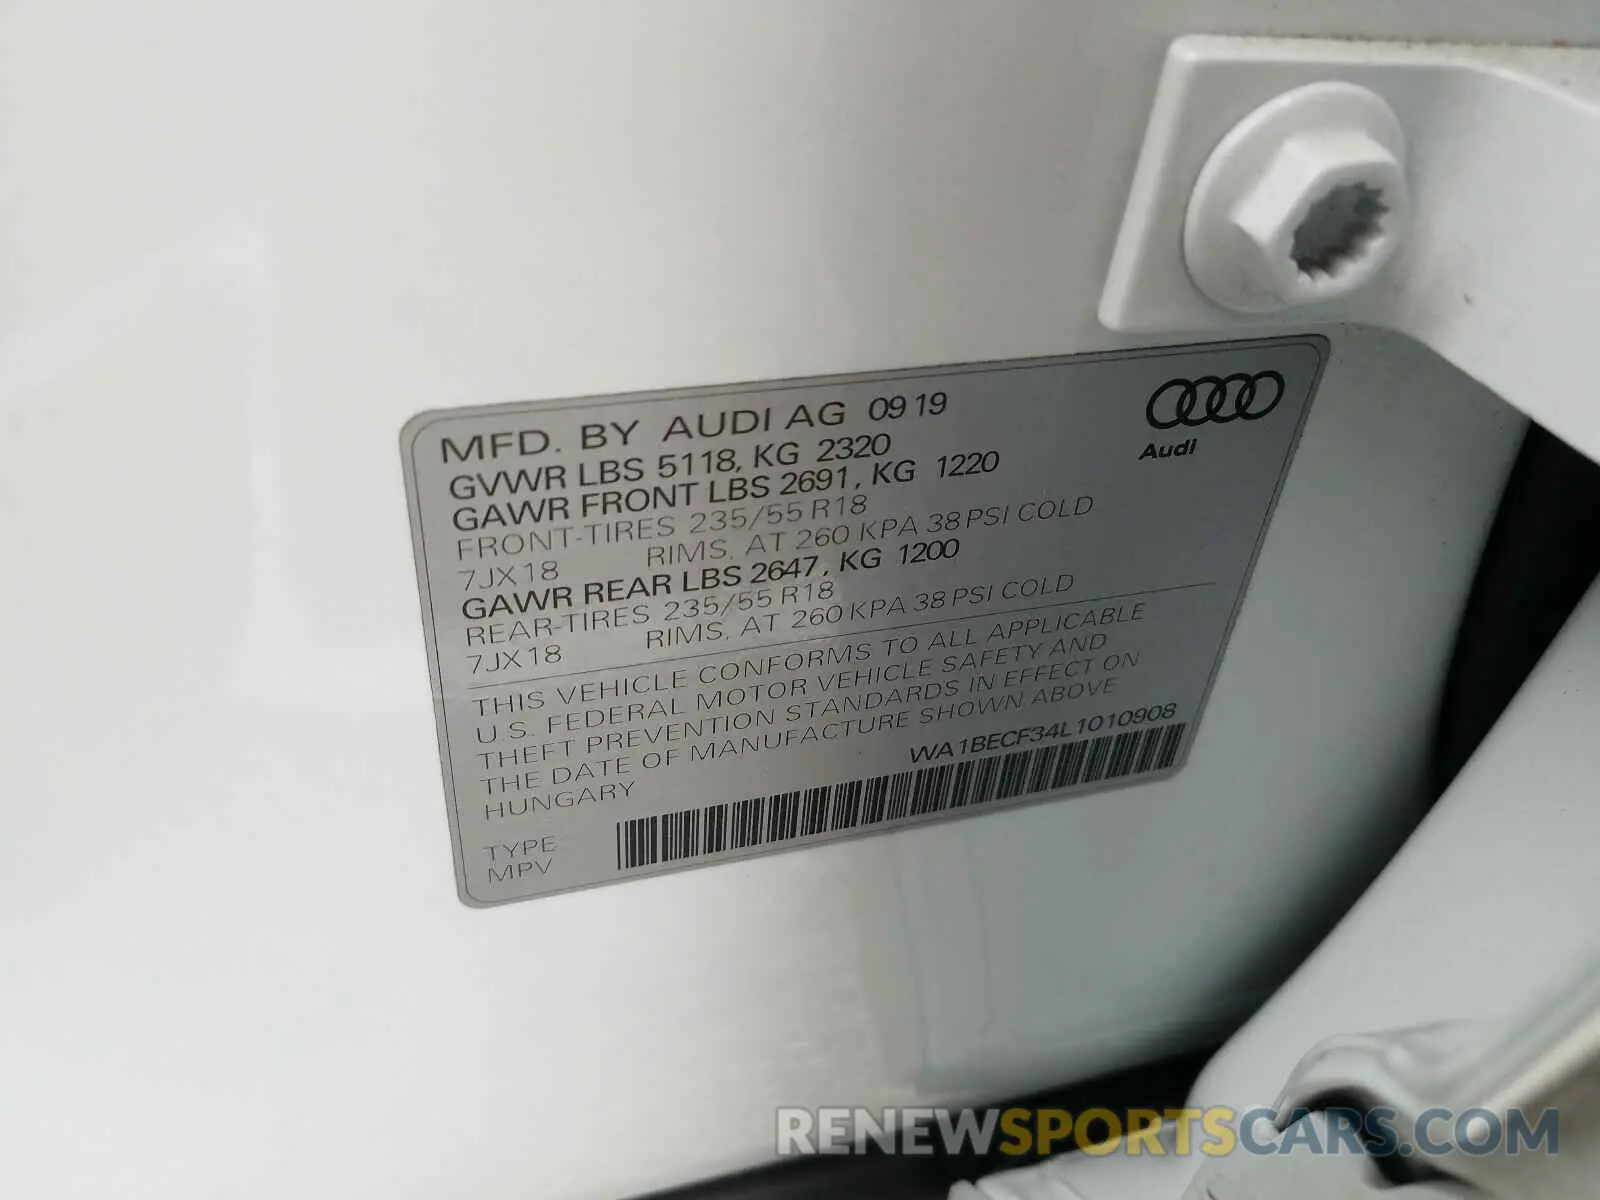 MFD. BY AUDI AG 09 19
GVWR LBS 5118, KG 2320
GAWR FRONT LBS 2691, KG 1220
FRONT-TIRES 235/55 R18
7JX18 RIMS, AT 260 KPA 38 PSI COLD
GAWR REAR LBS 2647, KG 1200
REAR-TIRES 235/55 R18
7JX18 RIMS, AT 260 KPA 38 PSI COLD
Audi
THIS VEHICLE CONFORMS TO ALL APPLICABLE
U.S. FEDERAL MOTOR VEHICLE SAFETY AND
THEFT PREVENTION STANDARDS IN EFFECT ON
THE DATE OF MANUFACTURE SHOWN ABOVE
HUNGARY
WA1BECF34L1010908
TYPE
MPV
RENEWSPORTSCARS.COM